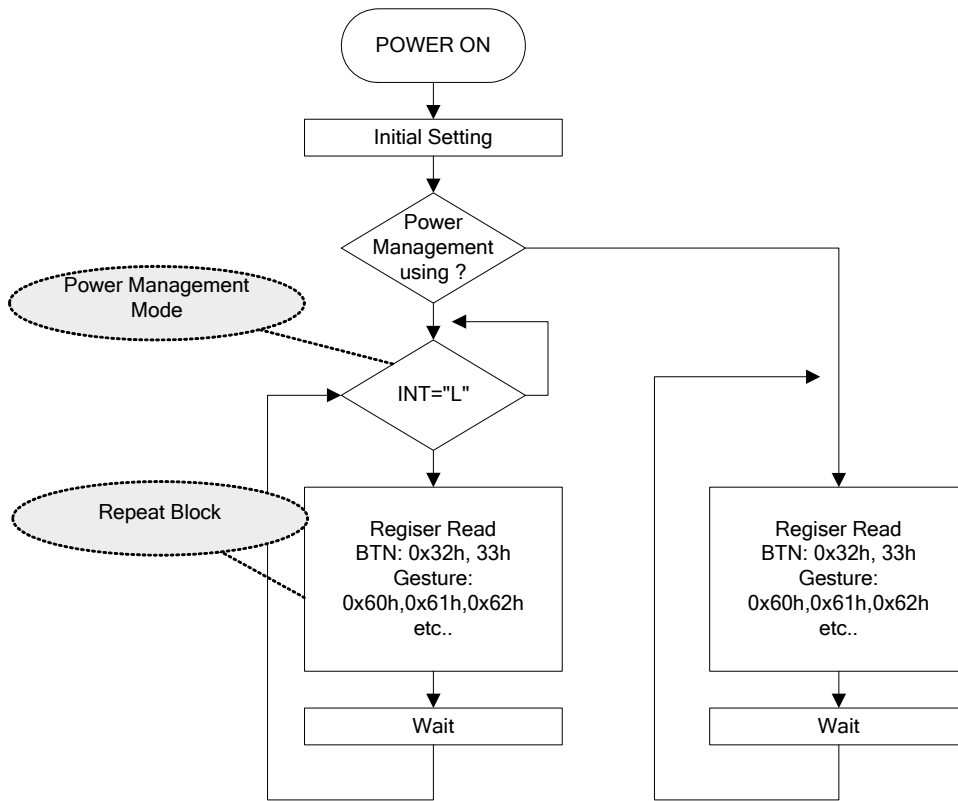 POWER ON
Initial Setting
Power
Management
using ?
Power Management
Mode
INT="L"
Repeat Block
Regiser Read
BTN: 0x32h, 33h
Gesture:
0x60h,0x61h,0x62h
etc..
Wait
Regiser Read
BTN: 0x32h, 33h
Gesture:
0x60h,0x61h,0x62h
etc..
Wait